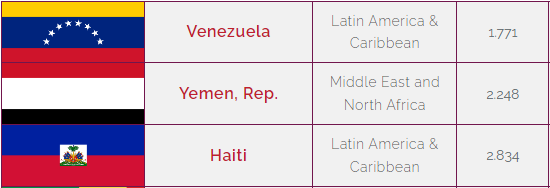 Venezuela
Latin America &
Caribbean
1.771
Yemen, Rep.
Middle East and
North Africa
2.248
Haiti
Latin America &
Caribbean
2.834